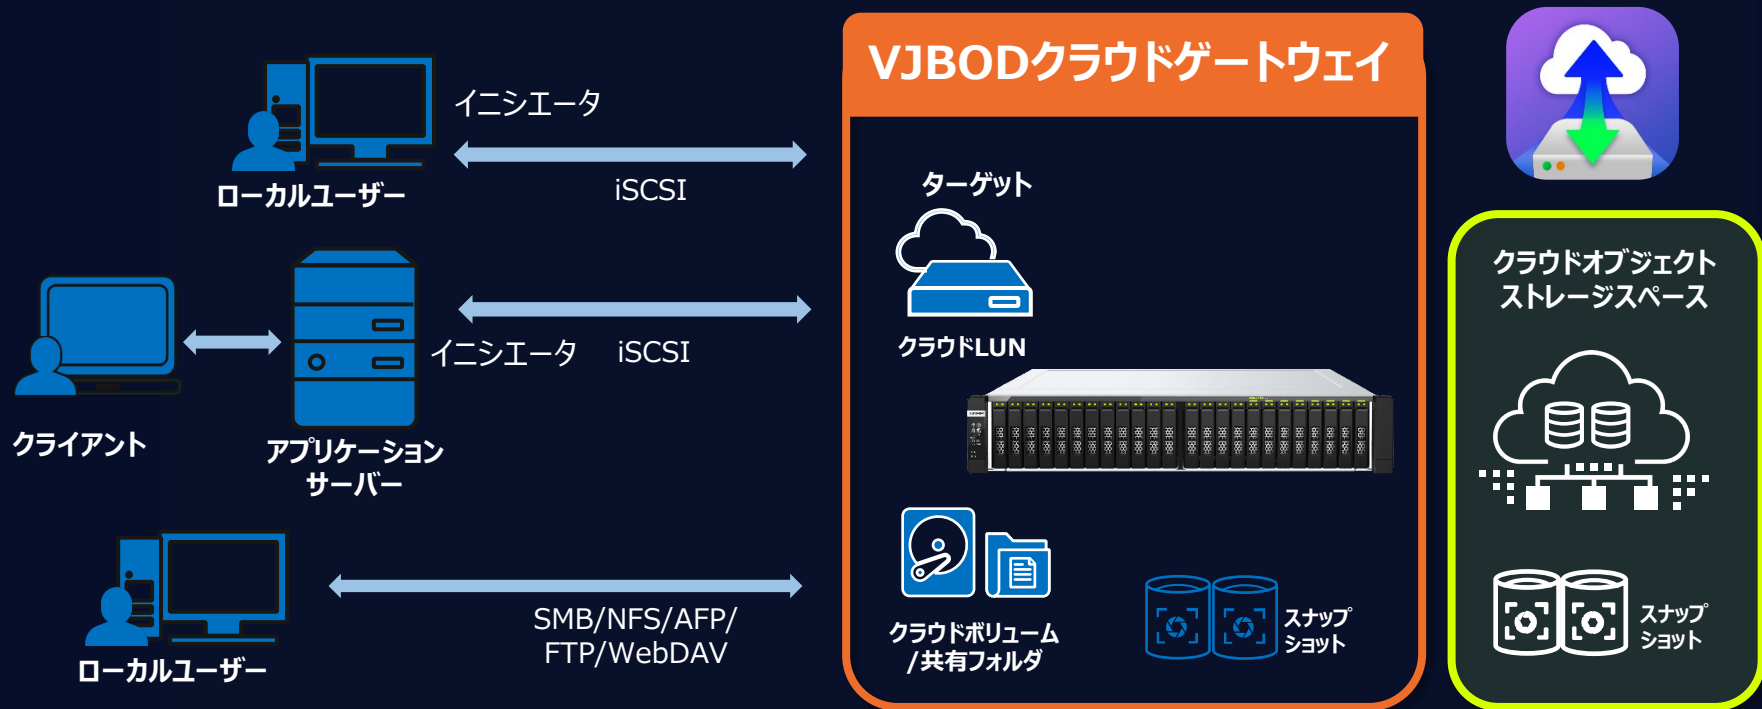 VJBODクラウドゲートウェイ
イニシエータ
iSCSI
ローカルユーザー
ターゲット
クラウドLUN
イニシエータ
iSCSI
クライアント
アプリケーション
サーバー
SMB/NFS/AFP/
FTP/WebDAV
ローカルユーザー
クラウドボリューム
/共有フォルダ
スナップ
ショット
クラウドオブジェクト
ストレージスペース
スナップ
ショット